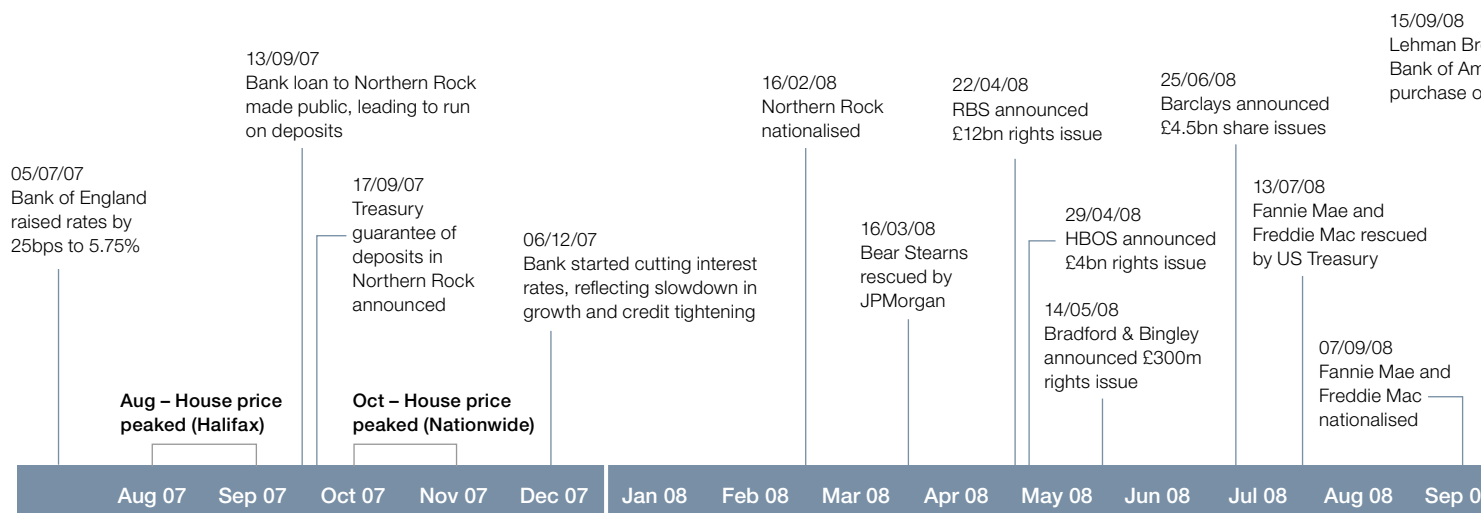 05/07/07
Bank of England
raised rates by
25bps to 5.75%
Aug – House price
peaked (Halifax)
13/09/07
Bank loan to Northern Rock
made public, leading to run
on deposits
17/09/07
Treasury
guarantee of
deposits in
Northern Rock
announced
Oct – House price
peaked (Nationwide)
06/12/07
Bank started cutting interest
rates, reflecting slowdown in
growth and credit tightening
16/02/08
Northern Rock
nationalised
16/03/08
Bear Stearns
rescued by
JPMorgan
22/04/08
RBS announced
£12bn rights issue
29/04/08
HBOS announced
£4bn rights issue
14/05/08
Bradford & Bingley
announced £300m
rights issue
25/06/08
Barclays announced
£4.5bn share issues
13/07/08
Fannie Mae and
Freddie Mac rescued
by US Treasury
07/09/08
Fannie Mae and
Freddie Mac
nationalised
15/09/08
Lehman
Bank of
purchase
Aug 07 Sep 07 Oct 07 Nov 07 Dec 07 Jan 08 Feb 08 Mar 08 Apr 08 May 08 Jun 08 Jul 08 Aug 08 Sep